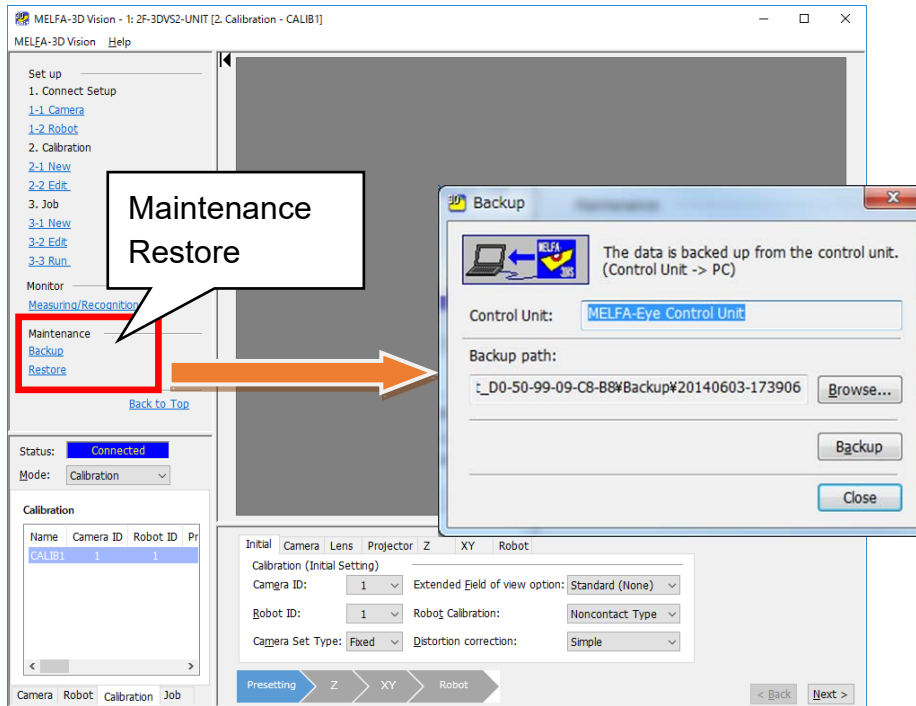 MELFA-3D Vision - 1: 2F-3DVS2-UNIT [2. Calibration - CALIB1]
MELFA-3D Vision Help
Set up
1. Connect Setup
1-1 Camera
1-2 Robot
2. Calibration
2-1 New
2-2 Edit
3. Job
3-1 New
3-2 Edit
3-3 Run
Monitor
Measuring/Recognition
Maintenance
Backup
Restore
Back to Top
Maintenance
Restore
Backup
The data is backed up from the control unit.
(Control Unit -> PC)
Control Unit: MELFA-Eye Control Unit
Backup path:
t_D0-50-99-09-C8-B8¥Backup¥20140603-173906 Browse...
Backup
Close
Status: Connected
Mode: Calibration
Calibration
Name Camera ID Robot ID Pr
CALIB1 1 1
Camera Robot Calibration Job
Initial Camera Lens Projector Z XY Robot
Calibration (Initial Setting)
Camera ID: 1 Extended Field of view option: Standard (None)
Robot ID: 1 Robot Calibration: Noncontact Type
Camera Set Type: Fixed Distortion correction: Simple
Presetting Z XY Robot
< Back Next >